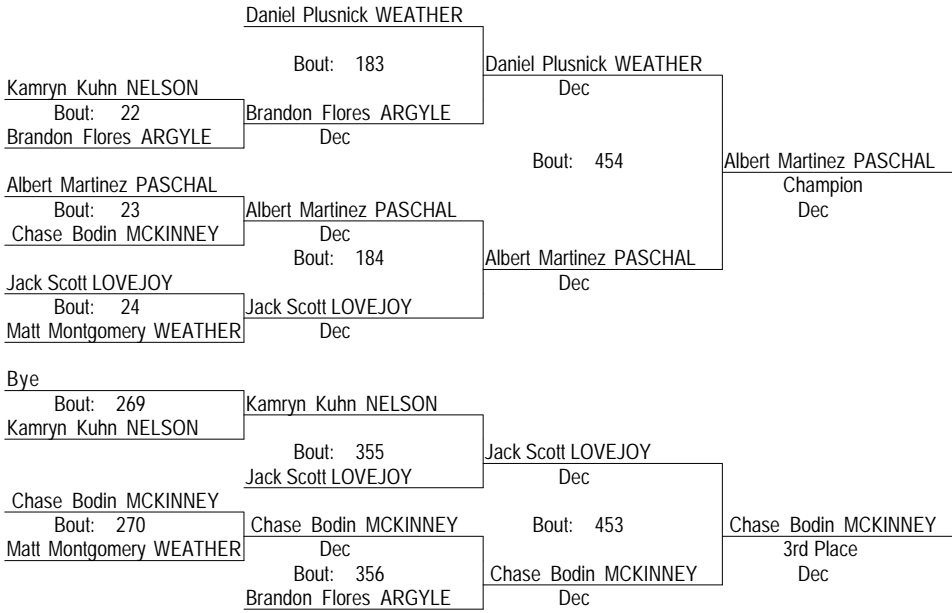 Daniel Plusnick WEATHER
Bout: 183
Daniel Plusnick WEATHER
Dec
Kamryn Kuhn NELSON
Bout: 22
Brandon Flores ARGYLE
Brandon Flores ARGYLE
Dec
Bout: 454
Albert Martinez PASCHAL
Champion
Dec
Albert Martinez PASCHAL
Bout: 23
Chase Bodin MCKINNEY
Albert Martinez PASCHAL
Dec
Bout: 184
Albert Martinez PASCHAL
Dec
Jack Scott LOVEJOY
Bout: 24
Matt Montgomery WEATHER
Jack Scott LOVEJOY
Dec
Bye
Bout: 269
Kamryn Kuhn NELSON
Kamryn Kuhn NELSON
Bout: 355
Jack Scott LOVEJOY
Jack Scott LOVEJOY
Dec
Chase Bodin MCKINNEY
Bout: 270
Matt Montgomery WEATHER
Chase Bodin MCKINNEY
Dec
Bout: 356
Brandon Flores ARGYLE
Bout: 453
Chase Bodin MCKINNEY
Dec
Chase Bodin MCKINNEY
3rd Place
Dec